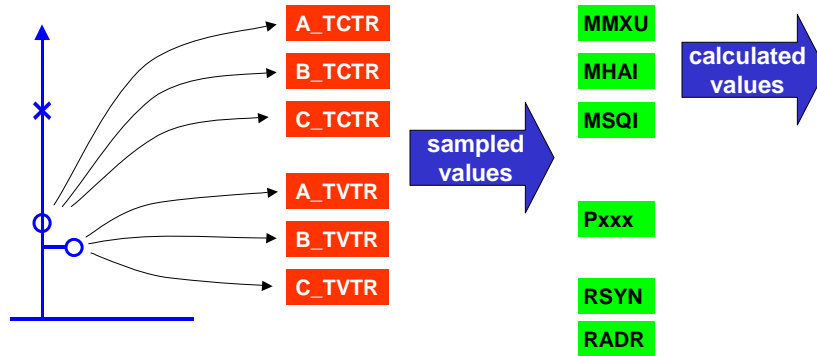 A_TCTR
B_TCTR
C_TCTR
A_TVTR
B_TVTR
C_TVTR
sampled
values
MMXU
MHAI
MSQI
Pxxx
RSYN
RADR
calculated
values